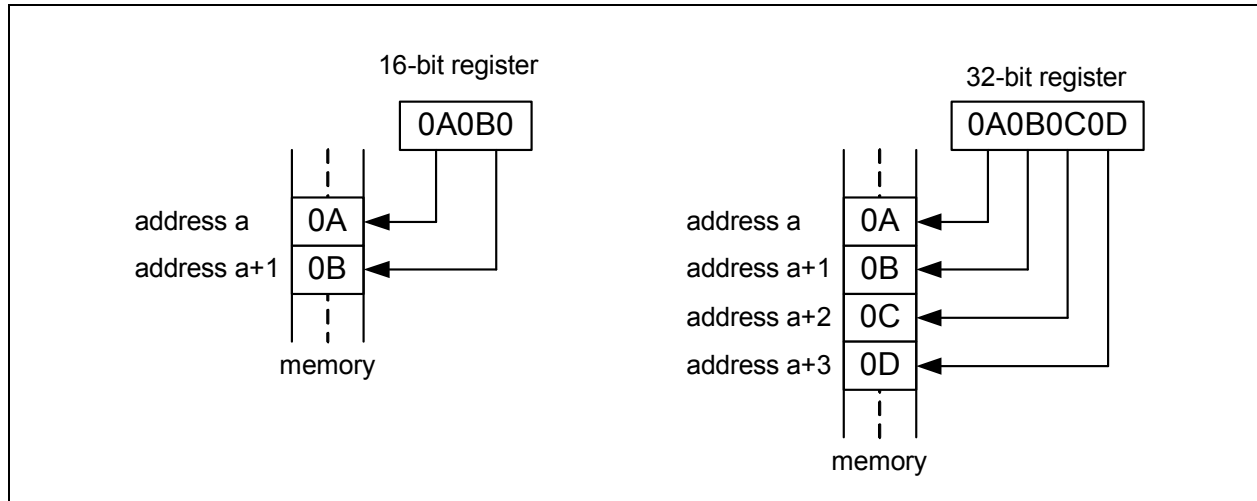 16-bit register
0A0B0
address a
0A
address a+1
0B
memory
32-bit register
0A0B0C0D
address a
0A
address a+1
0B
address a+2
0C
address a+3
0D
memory